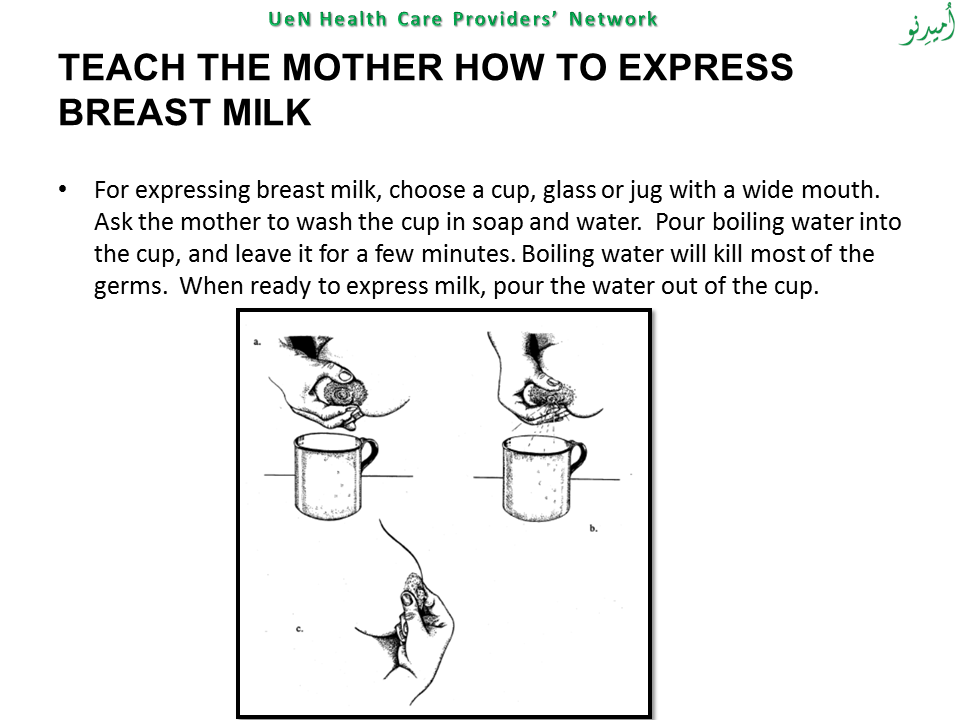 UeN Health Care Providers’ Network
اُميدِنو
TEACH THE MOTHER HOW TO EXPRESS
BREAST MILK
• For expressing breast milk, choose a cup, glass or jug with a wide mouth.
Ask the mother to wash the cup in soap and water.  Pour boiling water into
the cup, and leave it for a few minutes. Boiling water will kill most of the
germs.  When ready to express milk, pour the water out of the cup.
a.
b.
c.